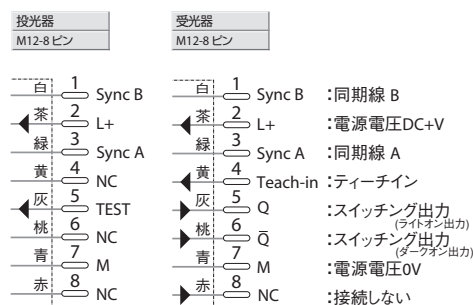 投光器
M12-8 ピン
白 1 Sync B
茶 2 L+
緑 3 Sync A
黄 4 NC
灰 5 TEST
桃 6 NC
青 7 M
赤 8 NC
受光器
M12-8 ピン
白 1 Sync B :同期線 B
茶 2 L+ :電源電圧DC+V
緑 3 Sync A :同期線 A
黄 4 Teach-in :ティーチイン
灰 5 Q :スイッチング出力
(ライトオン出力)
桃 6 Q̅ :スイッチング出力
(ダークオン出力)
青 7 M :電源電圧0V
赤 8 NC :接続しない